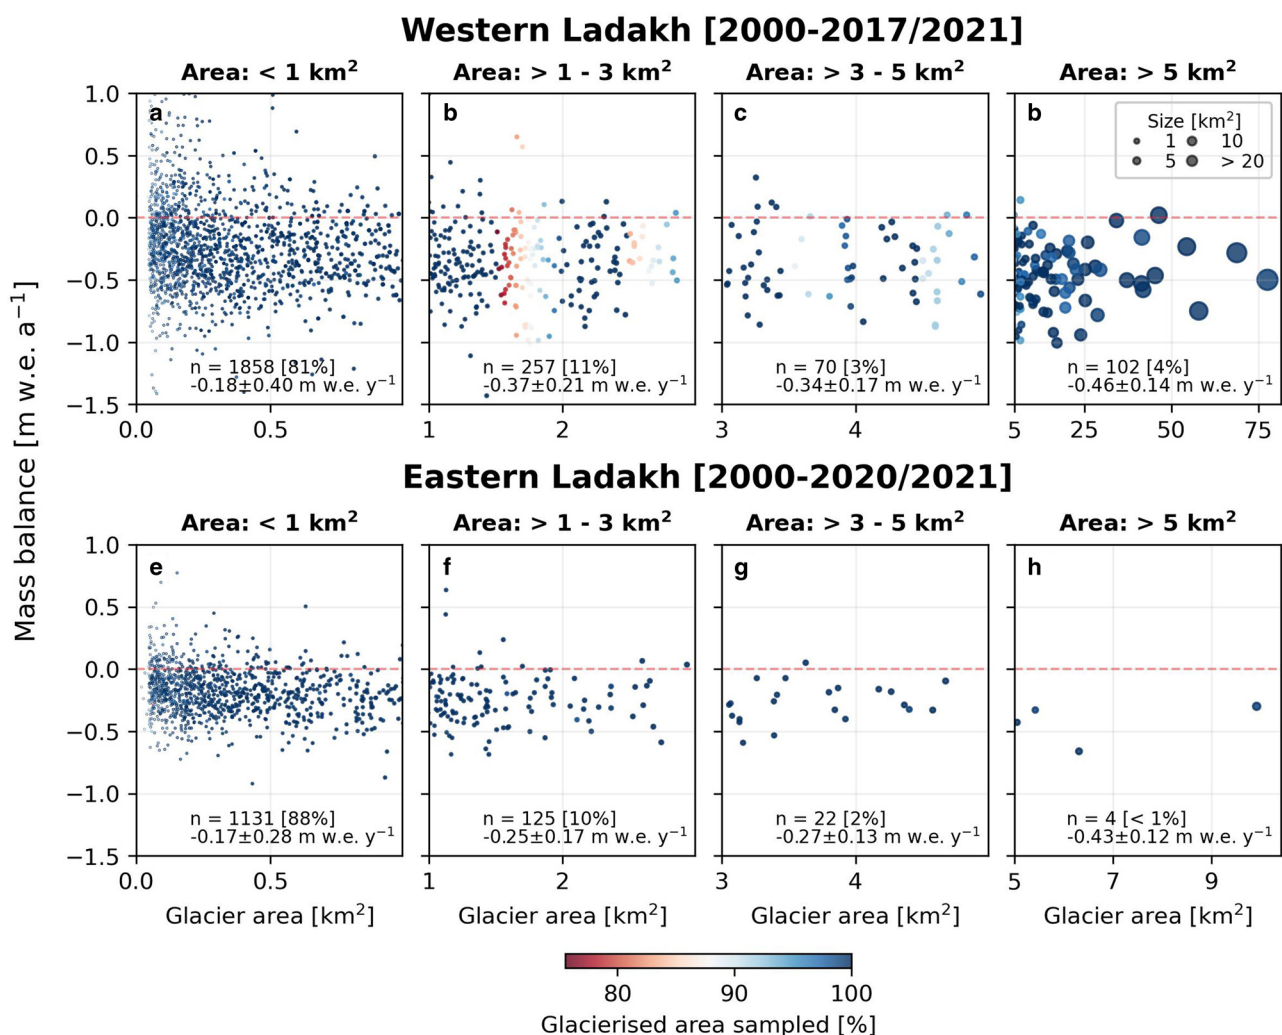 Western Ladakh [2000-2017/2021]
Area: < 1 km²
Area: > 1 - 3 km²
Area: > 3 - 5 km²
Area: > 5 km²
1.0
0.5
0.0
−0.5
−1.0
−1.5
a
b
c
b
Size [km²]
1 10
5 > 20
n = 1858 [81%]
-0.18±0.40 m w.e. y⁻¹
n = 257 [11%]
-0.37±0.21 m w.e. y⁻¹
n = 70 [3%]
-0.34±0.17 m w.e. y⁻¹
n = 102 [4%]
-0.46±0.14 m w.e. y⁻¹
0.0 0.5
1 2
3 4
5 25 50 75
Mass balance [m w.e. a⁻¹]
Eastern Ladakh [2000-2020/2021]
Area: < 1 km²
Area: > 1 - 3 km²
Area: > 3 - 5 km²
Area: > 5 km²
1.0
0.5
0.0
−0.5
−1.0
−1.5
e
f
g
h
n = 1131 [88%]
-0.17±0.28 m w.e. y⁻¹
n = 125 [10%]
-0.25±0.17 m w.e. y⁻¹
n = 22 [2%]
-0.27±0.13 m w.e. y⁻¹
n = 4 [< 1%]
-0.43±0.12 m w.e. y⁻¹
0.0 0.5
1 2
3 4
5 7 9
Glacier area [km²]
Glacier area [km²]
Glacier area [km²]
Glacier area [km²]
80 90 100
Glacierised area sampled [%]